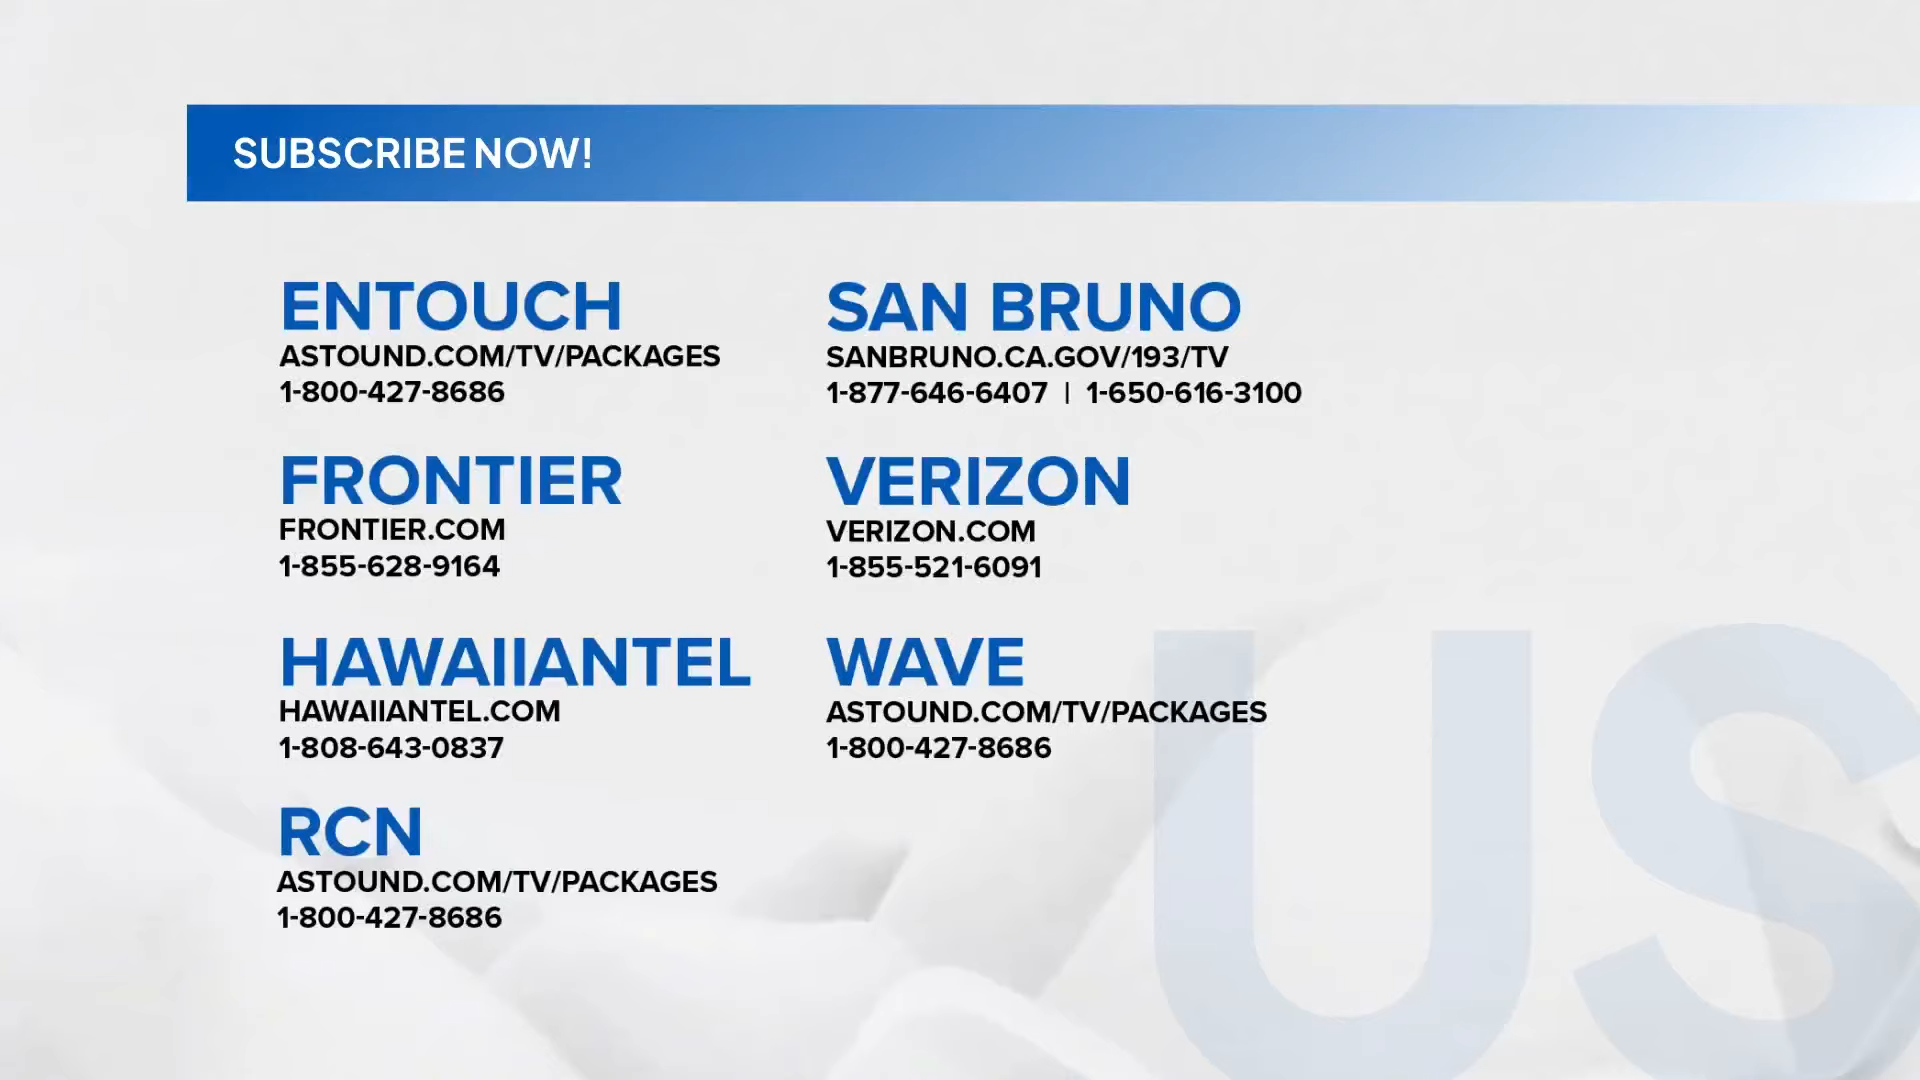 SUBSCRIBE NOW!
ENTOUCH
ASTOUND.COM/TV/PACKAGES
1-800-427-8686
FRONTIER
FRONTIER.COM
1-855-628-9164
HAWAIIANTEL
HAWAIIANTEL.COM
1-808-643-0837
RCN
ASTOUND.COM/TV/PACKAGES
1-800-427-8686
SAN BRUNO
SANBRUNO.CA.GOV/193/TV
1-877-646-6407 | 1-650-616-3100
VERIZON
VERIZON.COM
1-855-521-6091
WAVE
ASTOUND.COM/TV/PACKAGES
1-800-427-8686
US